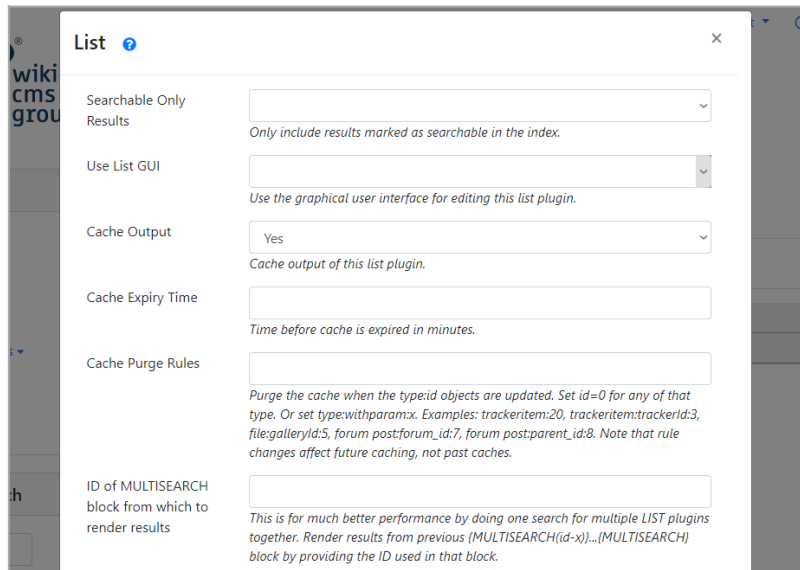 List
×
®
wiki
cms
grou
Searchable Only
Results
Only include results marked as searchable in the index.
Use List GUI
Use the graphical user interface for editing this list plugin.
Cache Output
Yes
Cache output of this list plugin.
Cache Expiry Time
Time before cache is expired in minutes.
Cache Purge Rules
Purge the cache when the type:id objects are updated. Set id=0 for any of that
type. Or set type:withparam:x. Examples: trackeritem:20, trackeritem:trackerId:3,
file:galleryId:5, forum post:forum_id:7, forum post:parent_id:8. Note that rule
changes affect future caching, not past caches.
ID of MULTISEARCH
block from which to
render results
This is for much better performance by doing one search for multiple LIST plugins
together. Render results from previous {MULTISEARCH(id-x)}...{MULTISEARCH}
block by providing the ID used in that block.